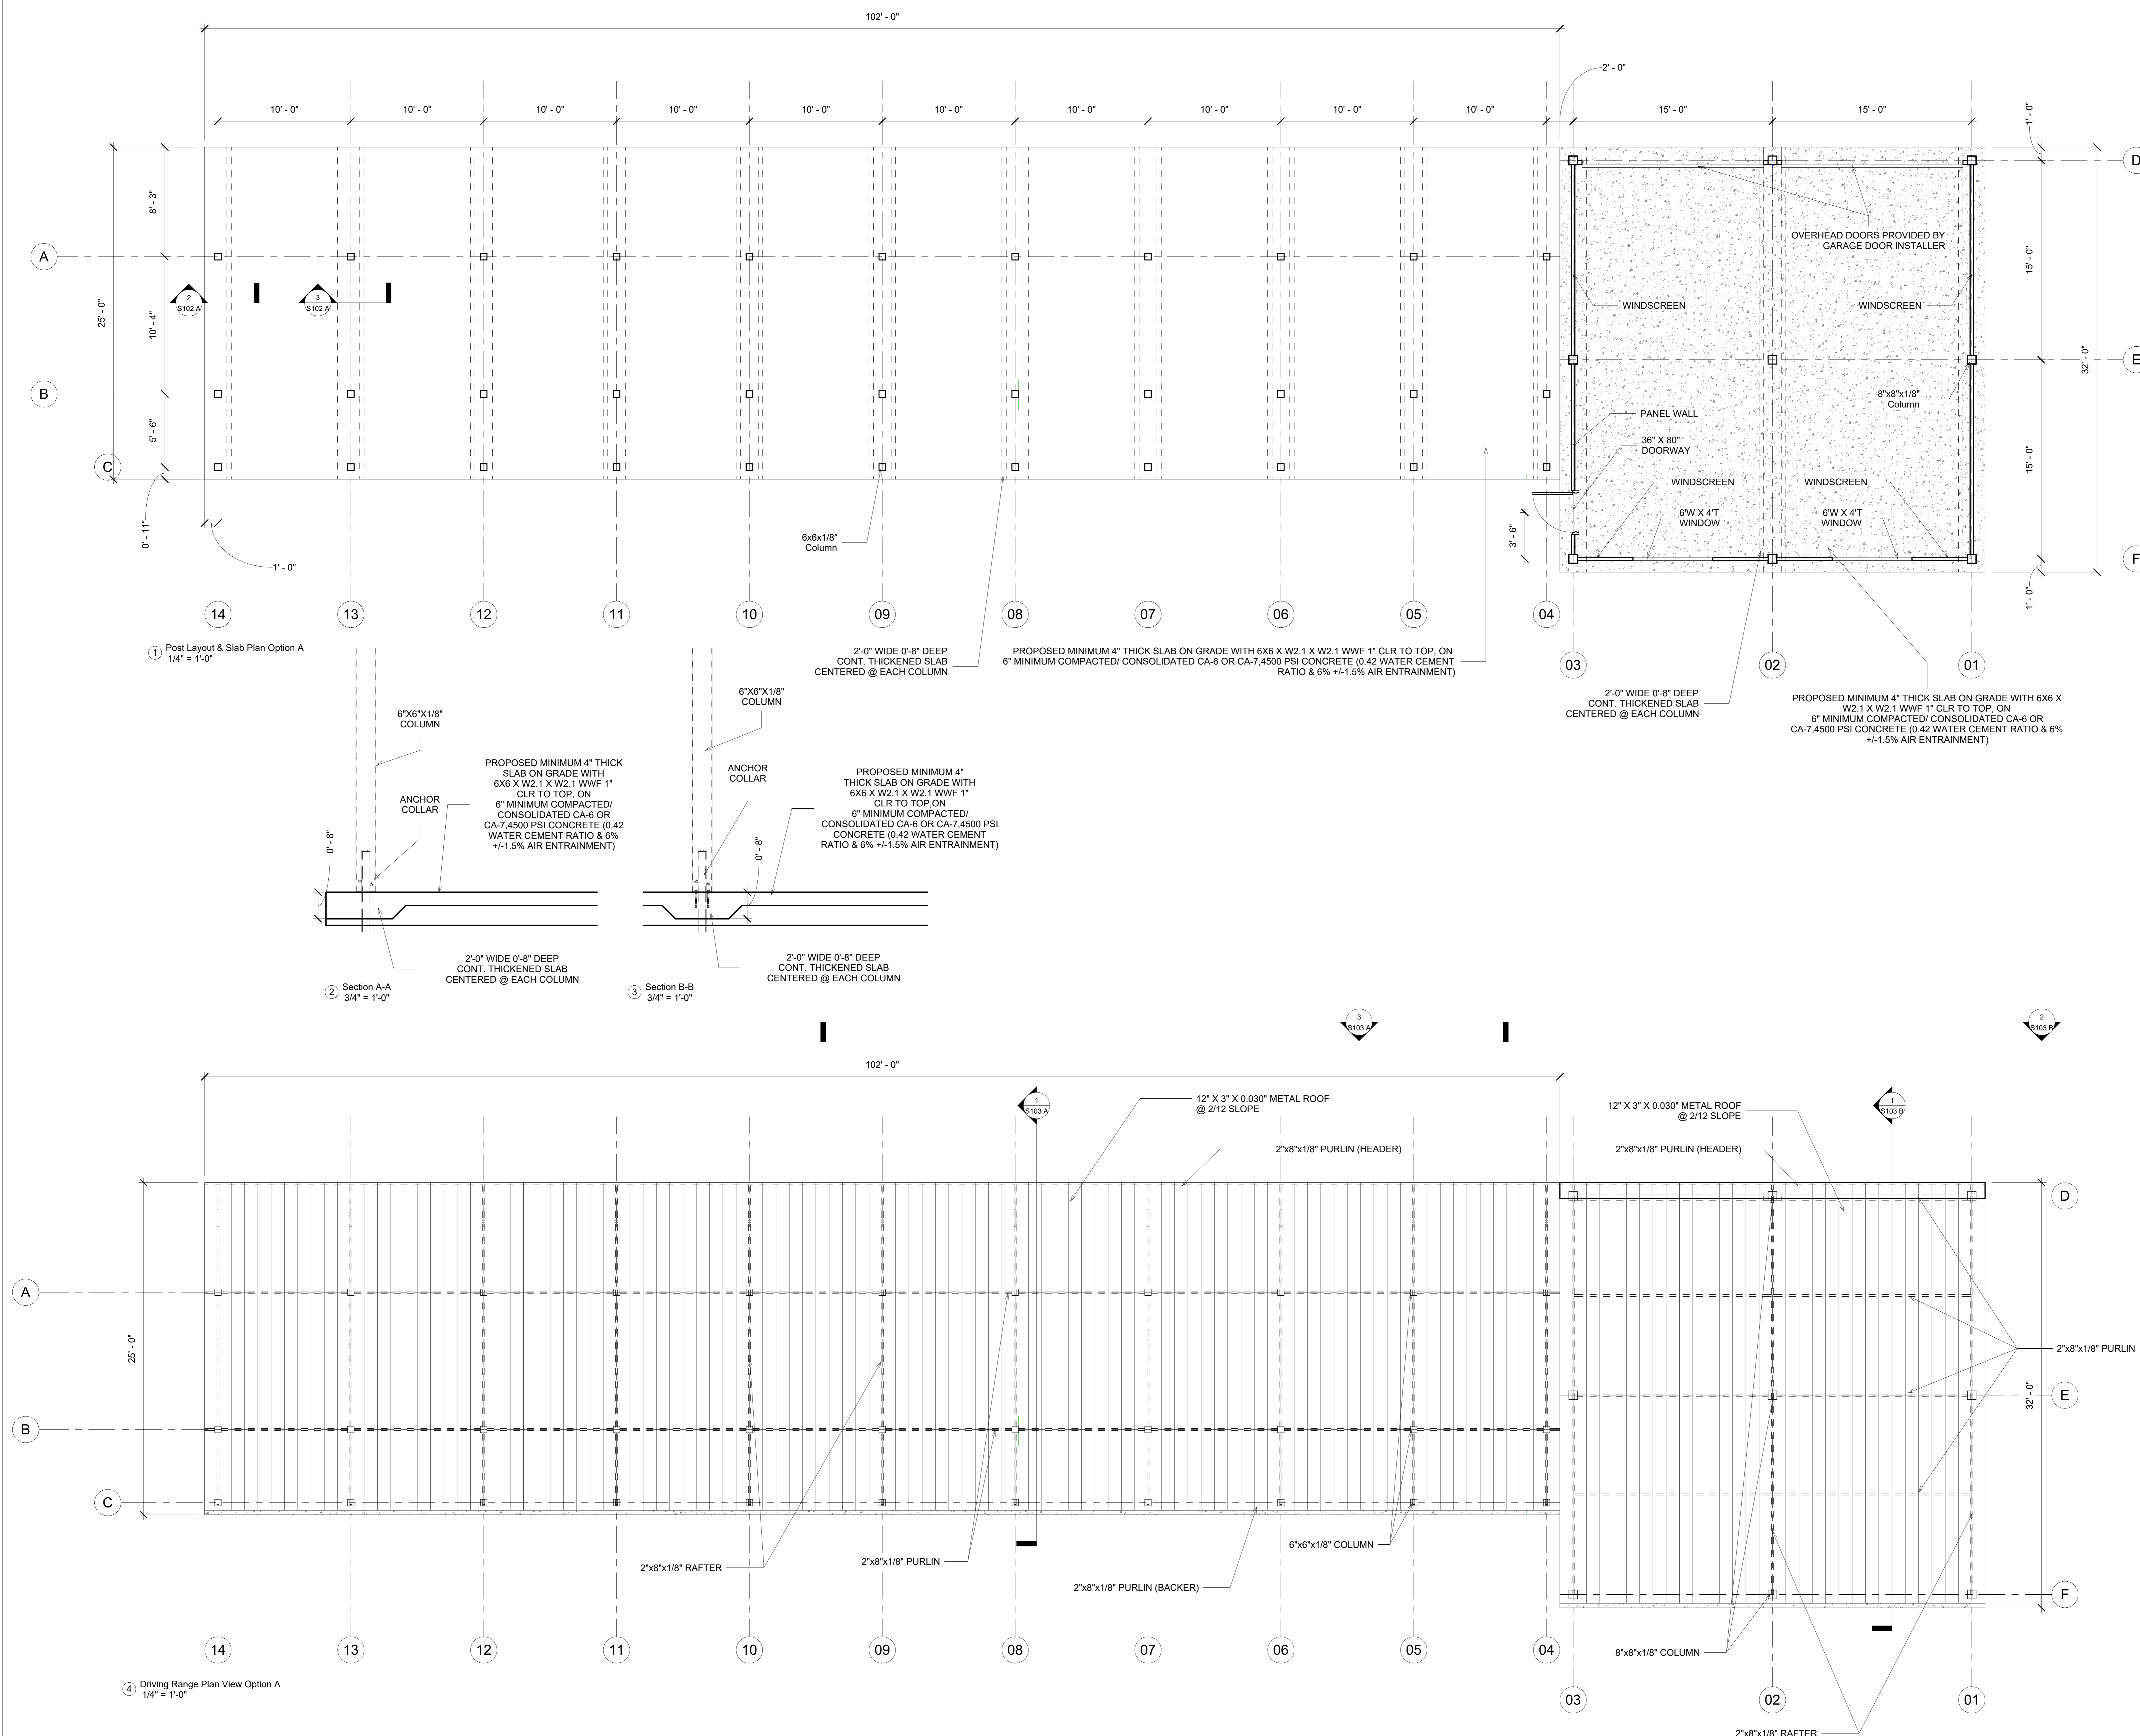 102' - 0"
2' - 0"
10' - 0"
10' - 0"
10' - 0"
10' - 0"
10' - 0"
10' - 0"
10' - 0"
10' - 0"
10' - 0"
10' - 0"
15' - 0"
15' - 0"
1' - 0"
D
8' - 3"
OVERHEAD DOORS PROVIDED BY
GARAGE DOOR INSTALLER
A
15' - 0"
2
S102 A
3
S102 A
WINDSCREEN
WINDSCREEN
25' - 0"
10' - 4"
E
32' - 0"
B
8"x8"x1/8"
Column
PANEL WALL
5' - 6"
36" X 80"
DOORWAY
C
15' - 0"
WINDSCREEN
WINDSCREEN
6'W X 4'T
WINDOW
6'W X 4'T
WINDOW
0' - 11"
6x6x1/8"
Column
3' - 6"
F
1' - 0"
1' - 0"
14
13
12
11
10
09
08
07
06
05
04
03
02
01
1
Post Layout & Slab Plan Option A
1/4" = 1'-0"
2'-0" WIDE 0'-8" DEEP
CONT. THICKENED SLAB
CENTERED @ EACH COLUMN
PROPOSED MINIMUM 4" THICK SLAB ON GRADE WITH 6X6 X W2.1 X W2.1 WWF 1" CLR TO TOP, ON
6" MINIMUM COMPACTED/ CONSOLIDATED CA-6 OR CA-7,4500 PSI CONCRETE (0.42 WATER CEMENT
RATIO & 6% +/-1.5% AIR ENTRAINMENT)
2'-0" WIDE 0'-8" DEEP
CONT. THICKENED SLAB
CENTERED @ EACH COLUMN
PROPOSED MINIMUM 4" THICK SLAB ON GRADE WITH 6X6 X
W2.1 X W2.1 WWF 1" CLR TO TOP, ON
6" MINIMUM COMPACTED/ CONSOLIDATED CA-6 OR
CA-7,4500 PSI CONCRETE (0.42 WATER CEMENT RATIO & 6%
+/-1.5% AIR ENTRAINMENT)
6"X6"X1/8"
COLUMN
ANCHOR
COLLAR
PROPOSED MINIMUM 4" THICK
SLAB ON GRADE WITH
6X6 X W2.1 X W2.1 WWF 1"
CLR TO TOP, ON
6" MINIMUM COMPACTED/
CONSOLIDATED CA-6 OR
CA-7,4500 PSI CONCRETE (0.42
WATER CEMENT RATIO & 6%
+/-1.5% AIR ENTRAINMENT)
0' - 8"
2'-0" WIDE 0'-8" DEEP
CONT. THICKENED SLAB
CENTERED @ EACH COLUMN
2
Section A-A
3/4" = 1'-0"
6"X6"X1/8"
COLUMN
ANCHOR
COLLAR
PROPOSED MINIMUM 4"
THICK SLAB ON GRADE WITH
6X6 X W2.1 X W2.1 WWF 1"
CLR TO TOP,ON
6" MINIMUM COMPACTED/
CONSOLIDATED CA-6 OR CA-7,4500 PSI
CONCRETE (0.42 WATER CEMENT
RATIO & 6% +/-1.5% AIR ENTRAINMENT)
0' - 8"
2'-0" WIDE 0'-8" DEEP
CONT. THICKENED SLAB
CENTERED @ EACH COLUMN
3
Section B-B
3/4" = 1'-0"
3
S103 A
2
S103 B
102' - 0"
1
S103 A
12" X 3" X 0.030" METAL ROOF
@ 2/12 SLOPE
2"x8"x1/8" PURLIN (HEADER)
12" X 3" X 0.030" METAL ROOF
@ 2/12 SLOPE
2"x8"x1/8" PURLIN (HEADER)
1
S103 B
D
A
25' - 0"
2"x8"x1/8" PURLIN
E
32' - 0"
B
C
2"x8"x1/8" RAFTER
2"x8"x1/8" PURLIN
6"x6"x1/8" COLUMN
2"x8"x1/8" PURLIN (BACKER)
F
14
13
12
11
10
09
08
07
06
05
04
8"x8"x1/8" COLUMN
03
02
01
4
Driving Range Plan View Option A
1/4" = 1'-0"
2"x8"x1/8" RAFTER